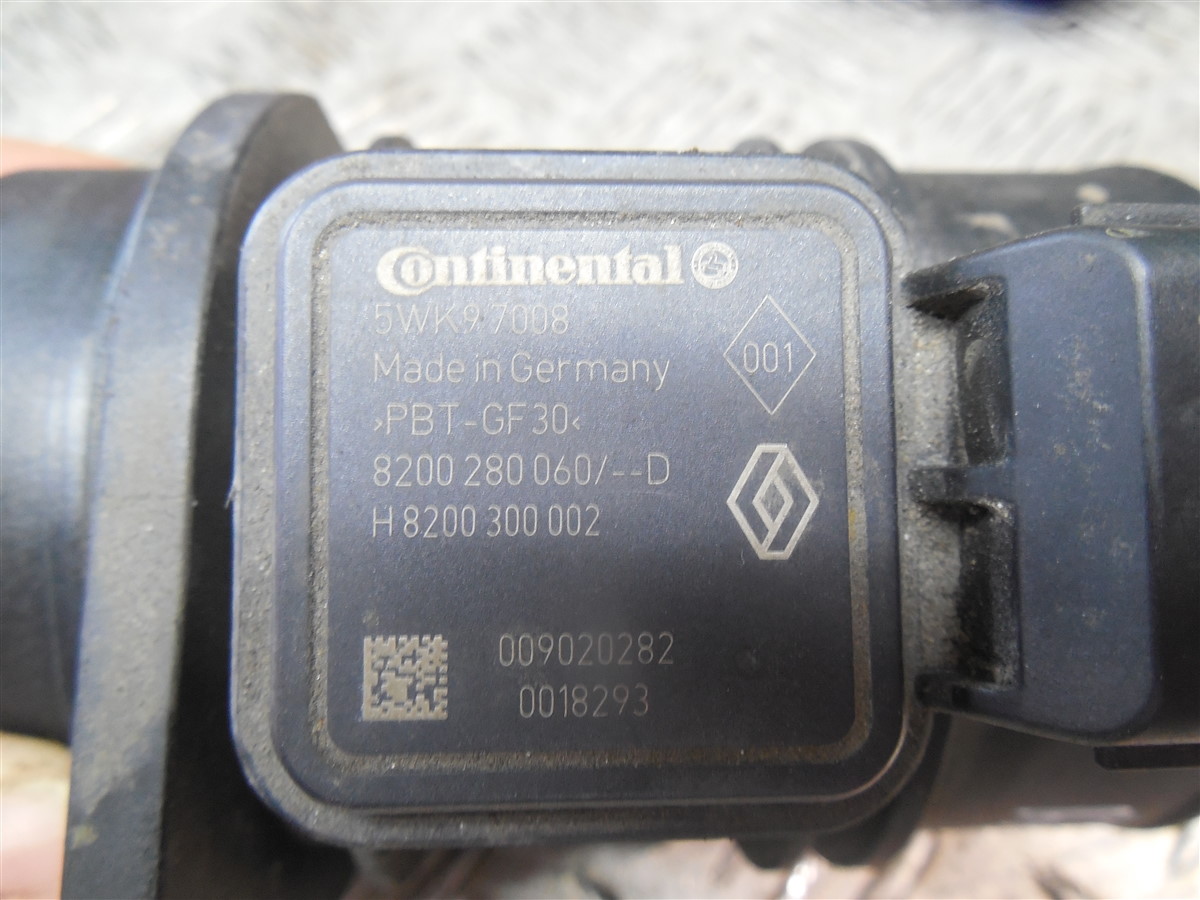 Continental
5WK9 7008
Made in Germany
001
>PBT-GF30<
8200 280 060/--D
H 8200 300 002
009020282
0018293